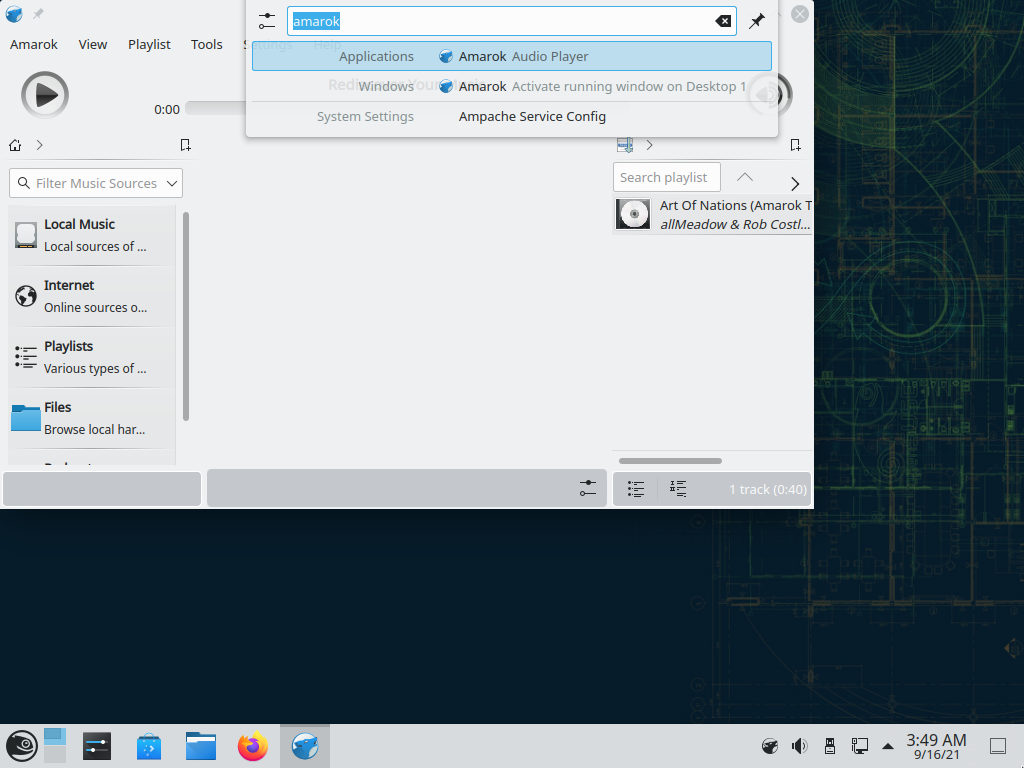 amarok
Amarok View Playlist Tools Settings Help
Applications Amarok Audio Player
Windows Amarok Activate running window on Desktop 1
System Settings Ampache Service Config
0:00
Filter Music Sources
Local Music
Local sources of ...
Internet
Online sources o...
Playlists
Various types of ...
Files
Browse local har...
Search playlist
Art Of Nations (Amarok T
allMeadow & Rob Costl...
1 track (0:40)
3:49 AM
9/16/21